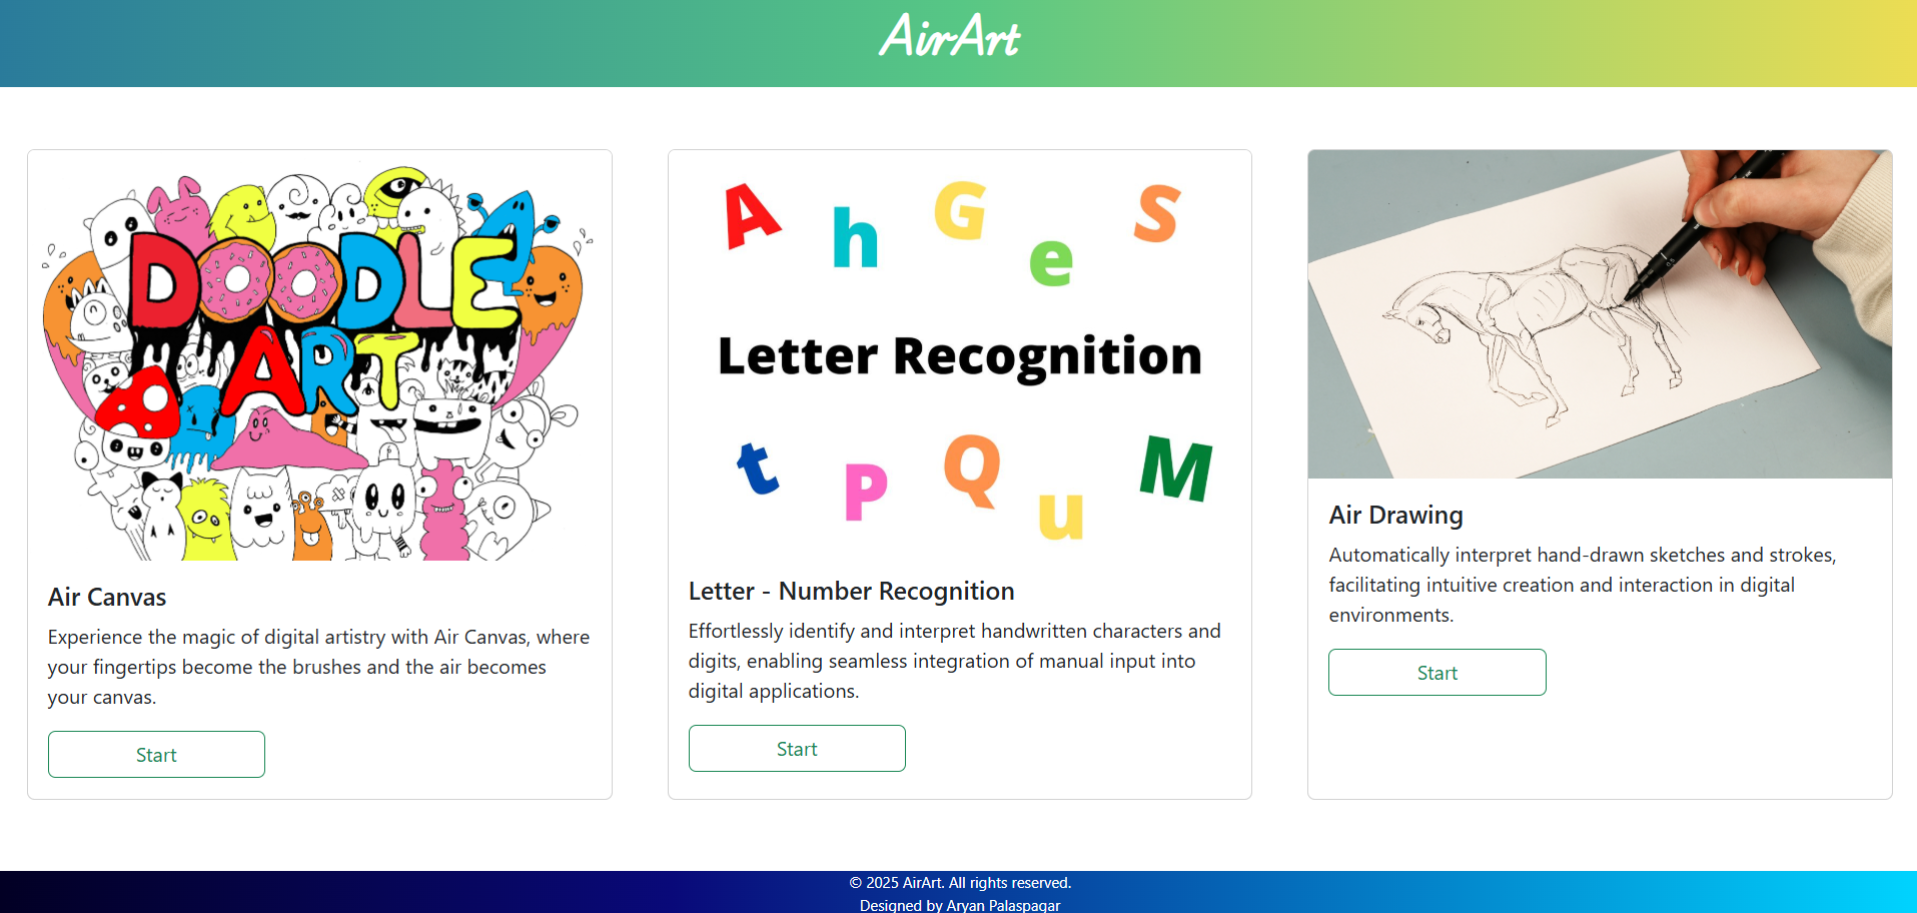 AirArt
DOODLE
ART
Air Canvas
Experience the magic of digital artistry with Air Canvas, where
your fingertips become the brushes and the air becomes
your canvas.
Start
A h G e S
Letter Recognition
t P Q u M
Letter - Number Recognition
Effortlessly identify and interpret handwritten characters and
digits, enabling seamless integration of manual input into
digital applications.
Start
Air Drawing
Automatically interpret hand-drawn sketches and strokes,
facilitating intuitive creation and interaction in digital
environments.
Start
© 2025 AirArt. All rights reserved.
Designed by Aryan Palaspagar